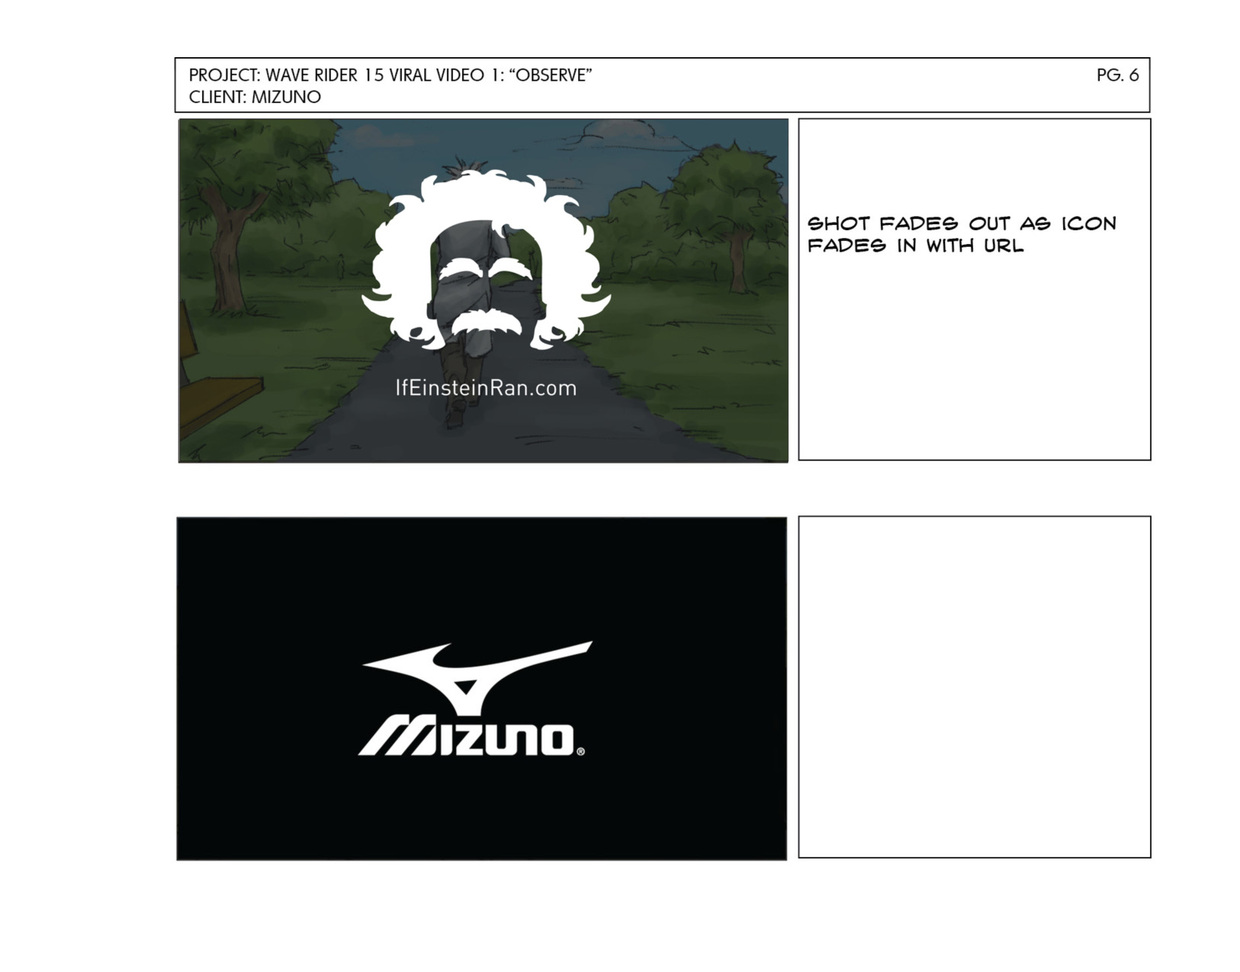 PROJECT: WAVE RIDER 15 VIRAL VIDEO 1: “OBSERVE”
PG. 6
CLIENT: MIZUNO
SHOT FADES OUT AS ICON
FADES IN WITH URL
IfEinsteinRan.com
MIZUNO®